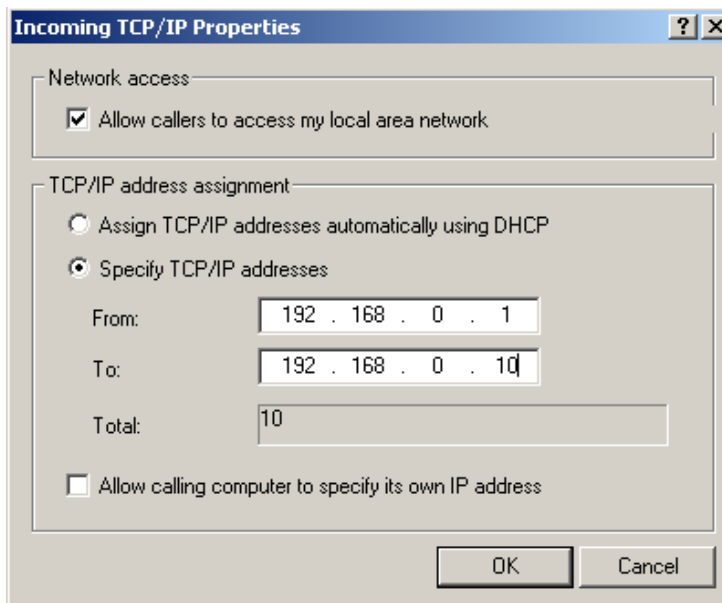 Incoming TCP/IP Properties
Network access
Allow callers to access my local area network
TCP/IP address assignment
Assign TCP/IP addresses automatically using DHCP
Specify TCP/IP addresses
From: 192 . 168 . 0 . 1
To: 192 . 168 . 0 . 10
Total: 10
Allow calling computer to specify its own IP address
OK Cancel